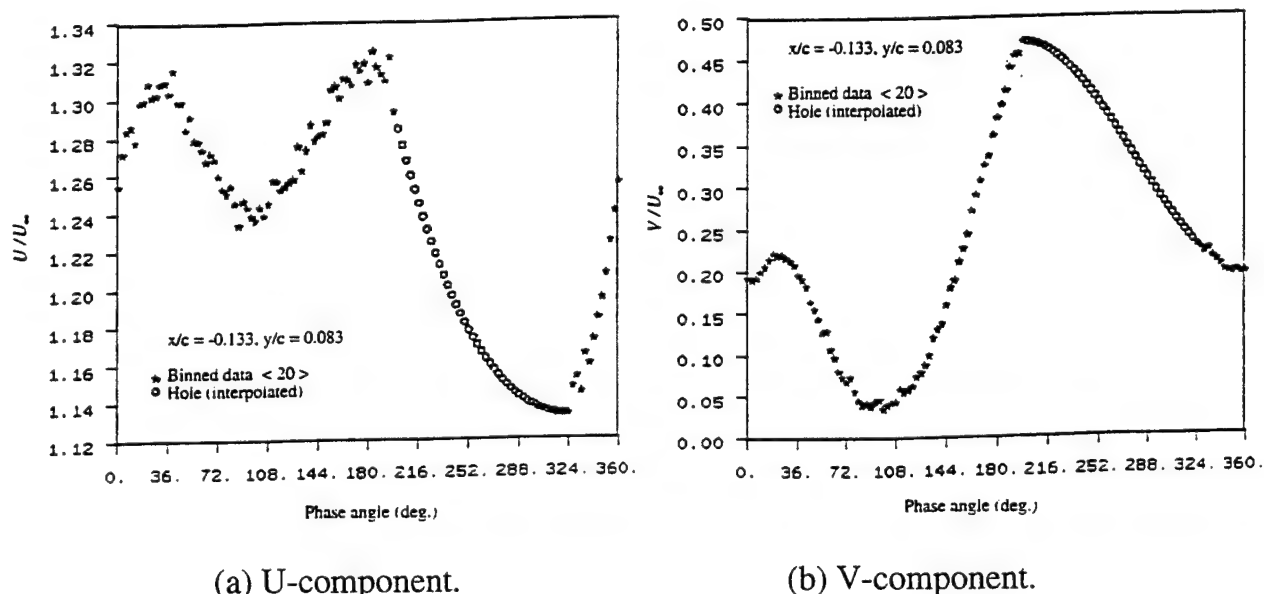 1.34
1.32
1.30
1.28
1.26
1.24
1.22
1.20
1.18
1.16
1.14
1.12
U/U∞
x/c = -0.133, y/c = 0.083
★ Binned data < 20 >
o Hole (interpolated)
0. 36. 72. 108. 144. 180. 216. 252. 288. 324. 360.
Phase angle (deg.)
(a) U-component.
0.50
0.45
0.40
0.35
0.30
0.25
0.20
0.15
0.10
0.05
0.00
V/U∞
x/c = -0.133, y/c = 0.083
★ Binned data < 20 >
o Hole (interpolated)
0. 36. 72. 108. 144. 180. 216. 252. 288. 324. 360.
Phase angle (deg.)
(b) V-component.